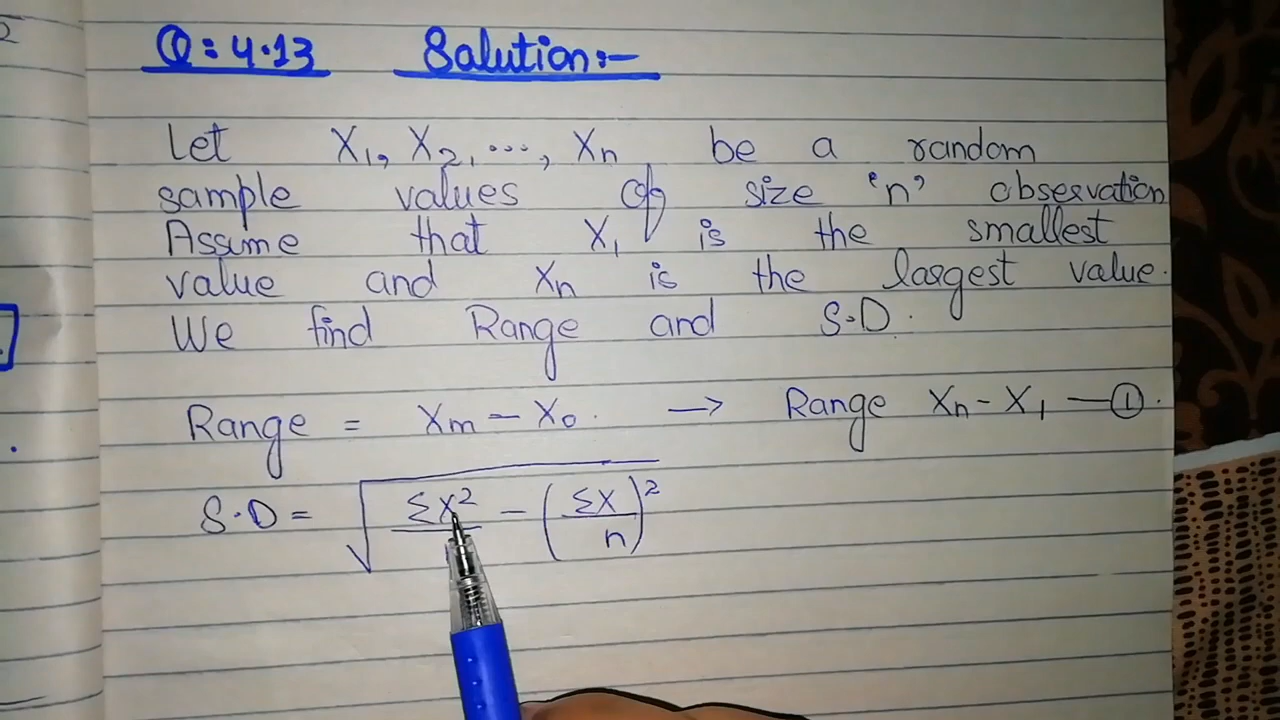 2
Q:4.13 Salution:-
Let X₁, X₂, ..., Xn be a random
sample values of size 'n' observation
Assume that X₁ is the smallest
value and Xn is the largest value.
We find Range and S.D.
Range = Xm - X₀. → Range Xn - X₁ —①.
S.D = √(ΣX²/ - (ΣX/n)²